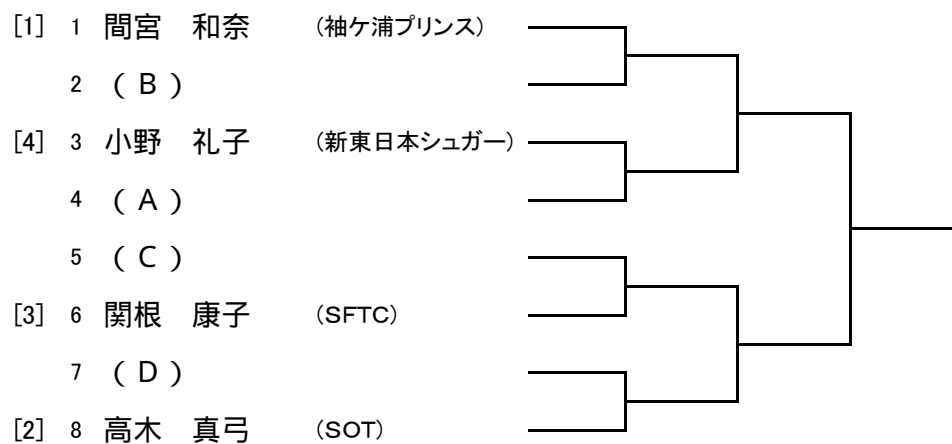 [1] 1 間宮　和奈 (袖ケ浦プリンス)
2 ( B )
[4] 3 小野　礼子 (新東日本シュガー)
4 ( A )
5 ( C )
[3] 6 関根　康子 (SFTC)
7 ( D )
[2] 8 高木　真弓 (SOT)